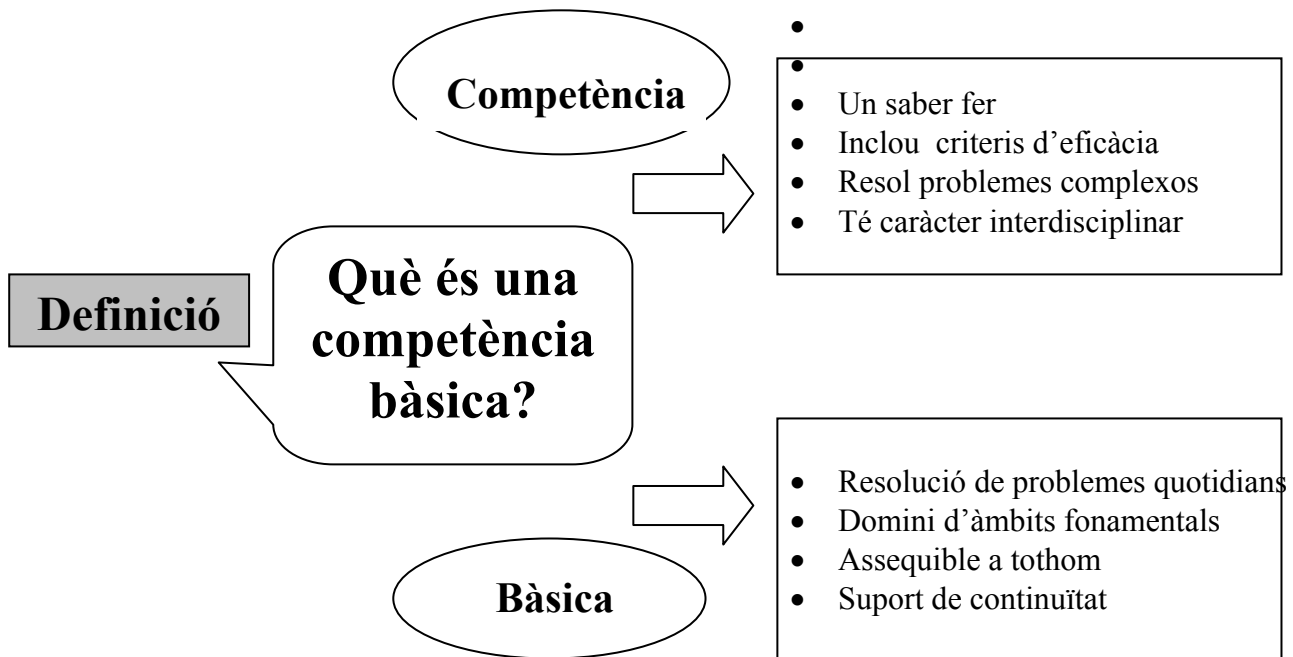 Competència
• 
• 
• Un saber fer
• Inclou criteris d’eficàcia
• Resol problemes complexos
• Té caràcter interdisciplinar
Definició
Què és una
competència
bàsica?
• Resolució de problemes quotidians
• Domini d’àmbits fonamentals
• Assequible a tothom
• Suport de continuïtat
Bàsica